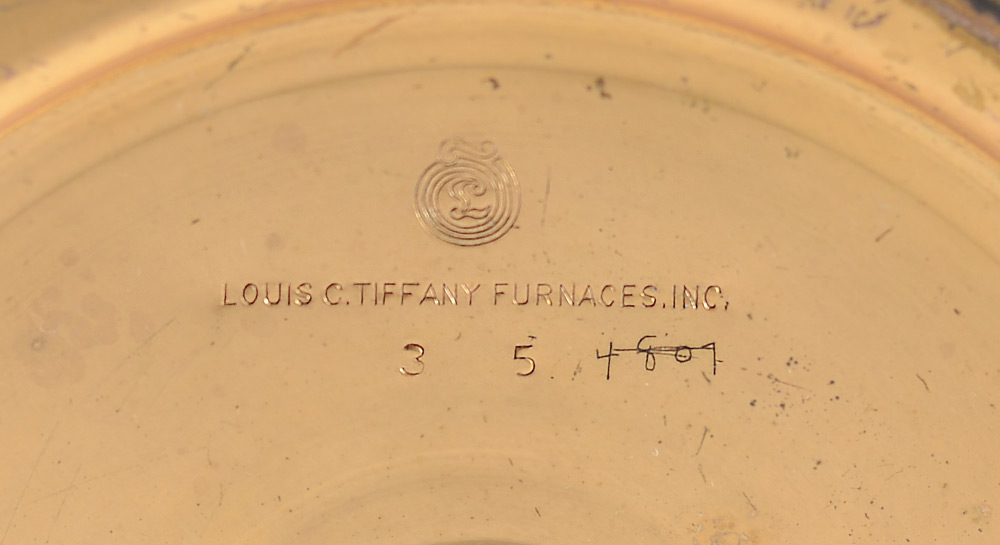 LOUIS C. TIFFANY FURNACES, INC.
3 5 4807